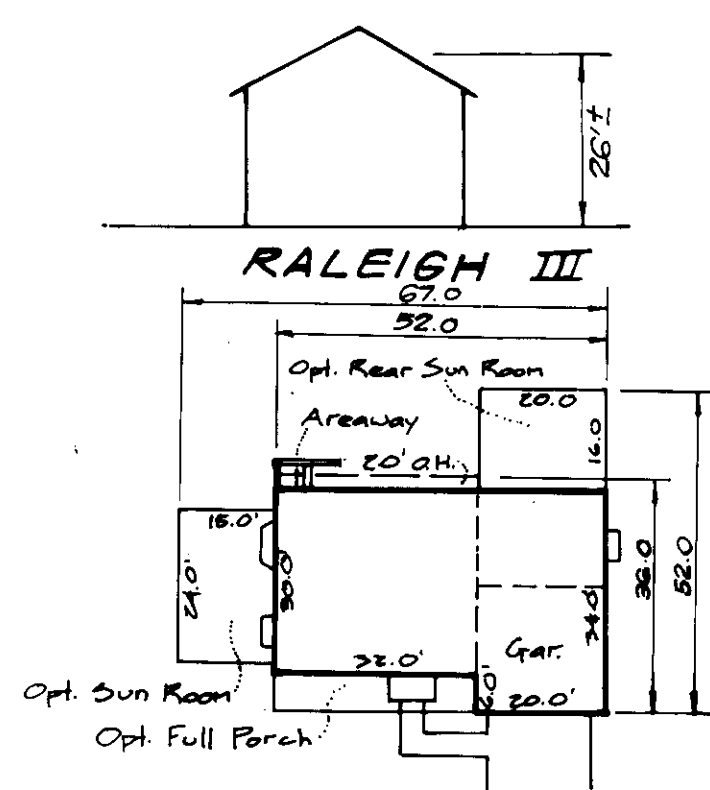 26'±
RALEIGH III
67.0
52.0
Opt. Rear Sun Room
20.0
Areaway
16.0
20' O.H.
15.0'
24.0'
30.0'
36.0
52.0
34.0'
Gar.
32.0'
20.0'
Opt. Sun Room
Opt. Full Porch